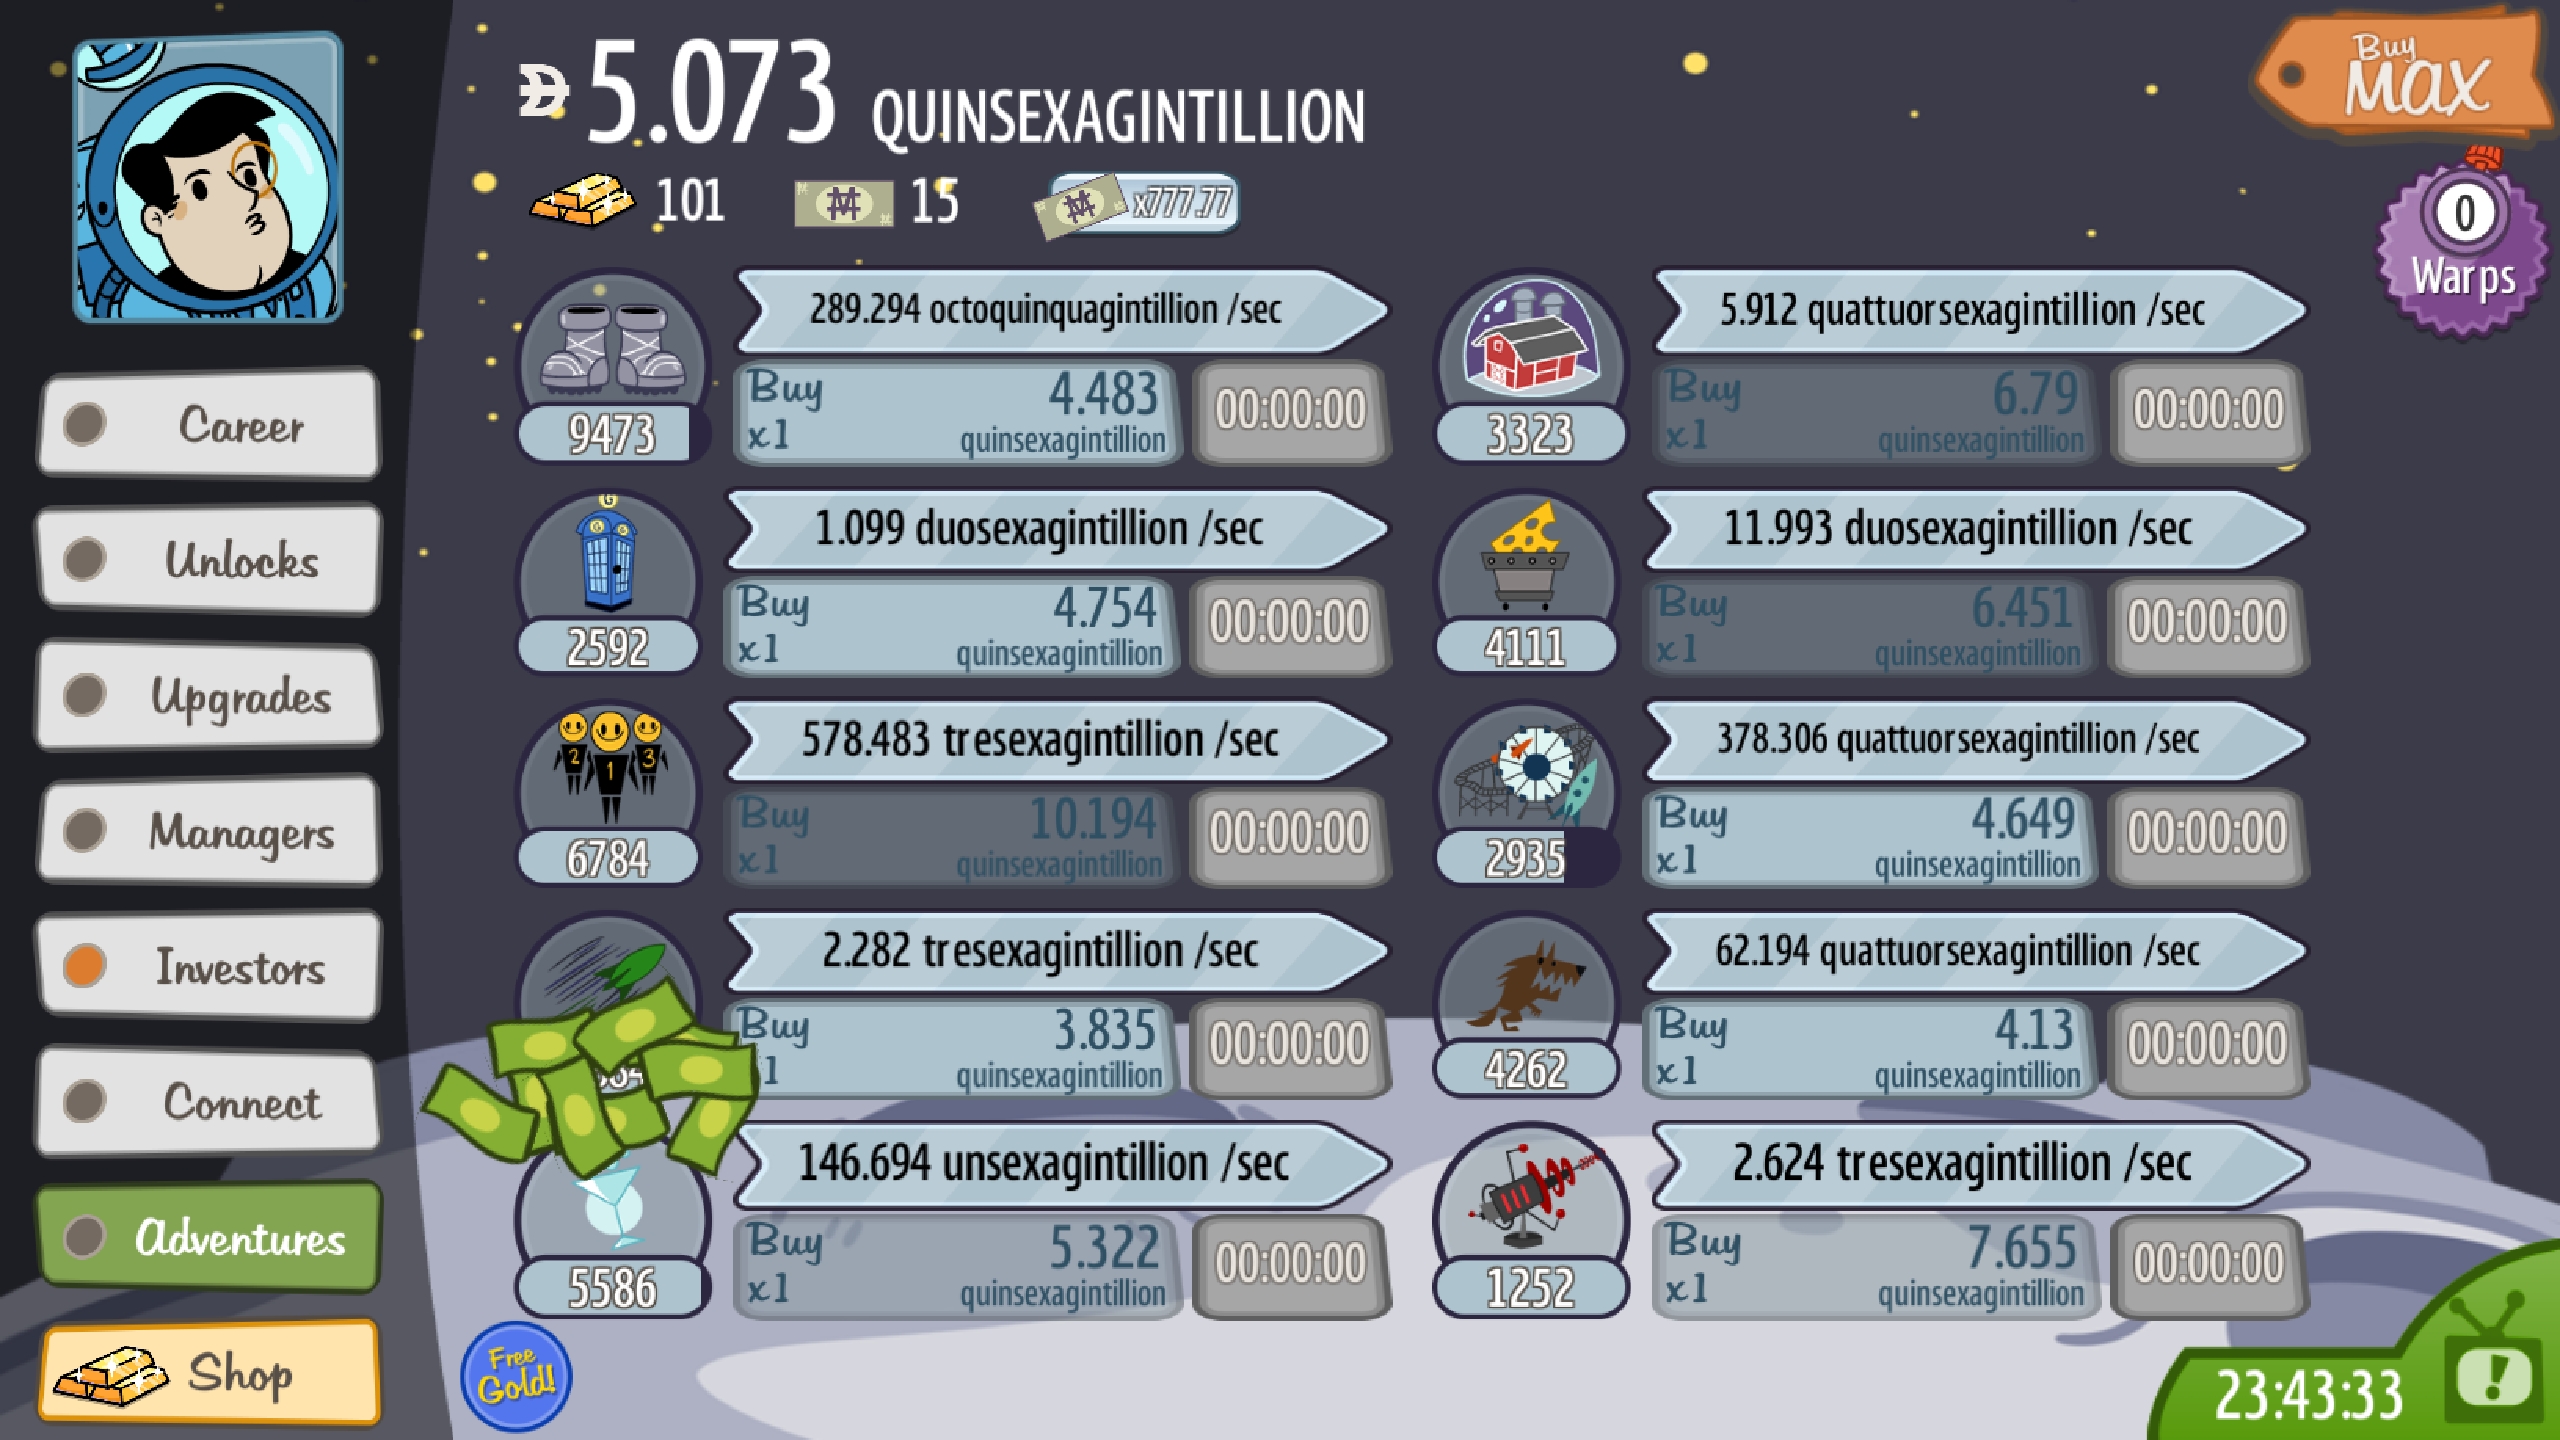 5.073 QUINSEXAGINTILLION
Buy
MAX
101
15
x777.77
0
Warps
Career
Unlocks
Upgrades
Managers
Investors
Connect
Adventures
Shop
289.294 octoquinquagintillion /sec
9473
Buy
x1
4.483
quinsexagintillion
00:00:00
5.912 quattuorsexagintillion /sec
3323
Buy
x1
6.79
quinsexagintillion
00:00:00
1.099 duosexagintillion /sec
2592
Buy
x1
4.754
quinsexagintillion
00:00:00
11.993 duosexagintillion /sec
4111
Buy
x1
6.451
quinsexagintillion
00:00:00
578.483 tresexagintillion /sec
2
1
3
6784
Buy
x1
10.194
quinsexagintillion
00:00:00
378.306 quattuorsexagintillion /sec
2935
Buy
x1
4.649
quinsexagintillion
00:00:00
2.282 tresexagintillion /sec
Buy
1
3.835
quinsexagintillion
00:00:00
62.194 quattuorsexagintillion /sec
4262
Buy
x1
4.13
quinsexagintillion
00:00:00
146.694 unsexagintillion /sec
5586
Buy
x1
5.322
quinsexagintillion
00:00:00
2.624 tresexagintillion /sec
1252
Buy
x1
7.655
quinsexagintillion
00:00:00
Free
Gold!
23:43:33
!